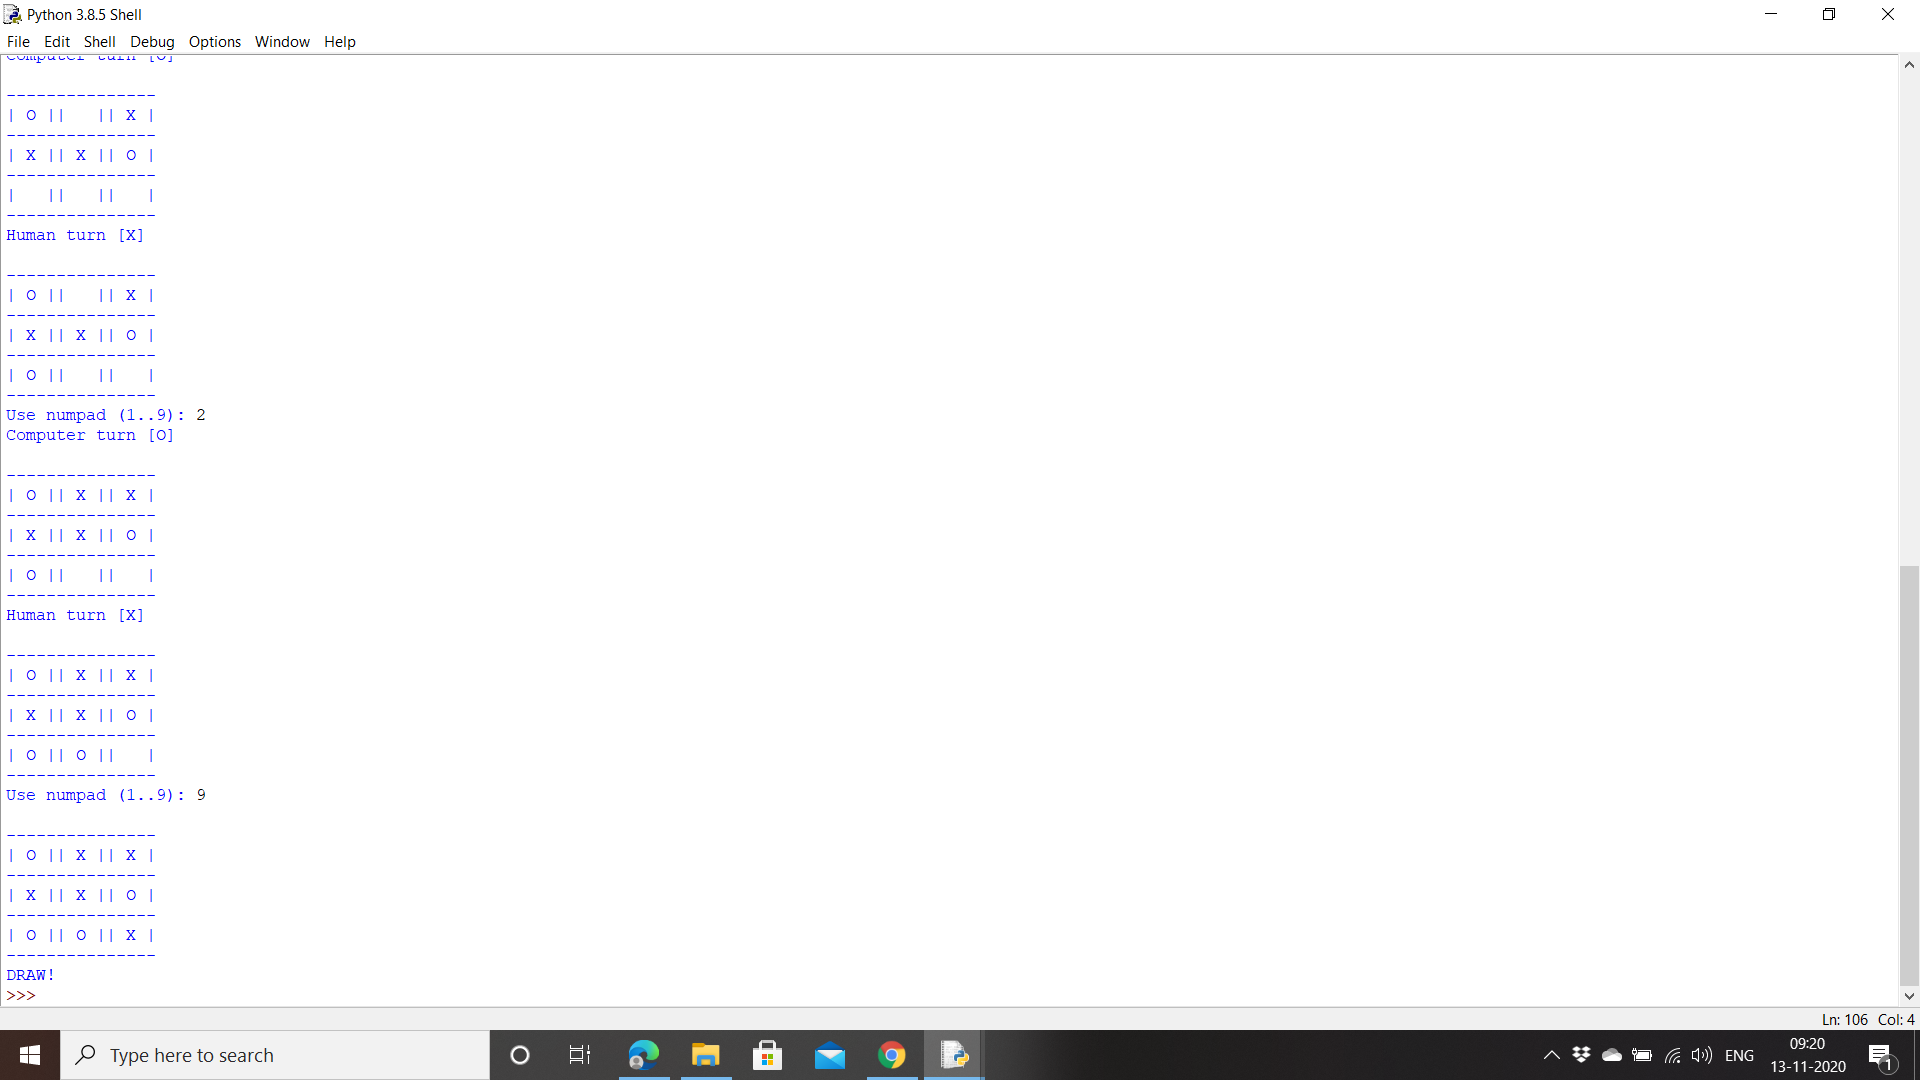 Python 3.8.5 Shell
File Edit Shell Debug Options Window Help
Computer turn [O]
---------------
| O ||   || X |
---------------
| X || X || O |
---------------
|   ||   ||   |
---------------
Human turn [X]
---------------
| O ||   || X |
---------------
| X || X || O |
---------------
| O ||   ||   |
---------------
Use numpad (1..9): 2
Computer turn [O]
---------------
| O || X || X |
---------------
| X || X || O |
---------------
| O ||   ||   |
---------------
Human turn [X]
---------------
| O || X || X |
---------------
| X || X || O |
---------------
| O || O ||   |
---------------
Use numpad (1..9): 9
---------------
| O || X || X |
---------------
| X || X || O |
---------------
| O || O || X |
---------------
DRAW!
>>>
Ln: 106 Col: 4
Type here to search
ENG
09:20
13-11-2020
1